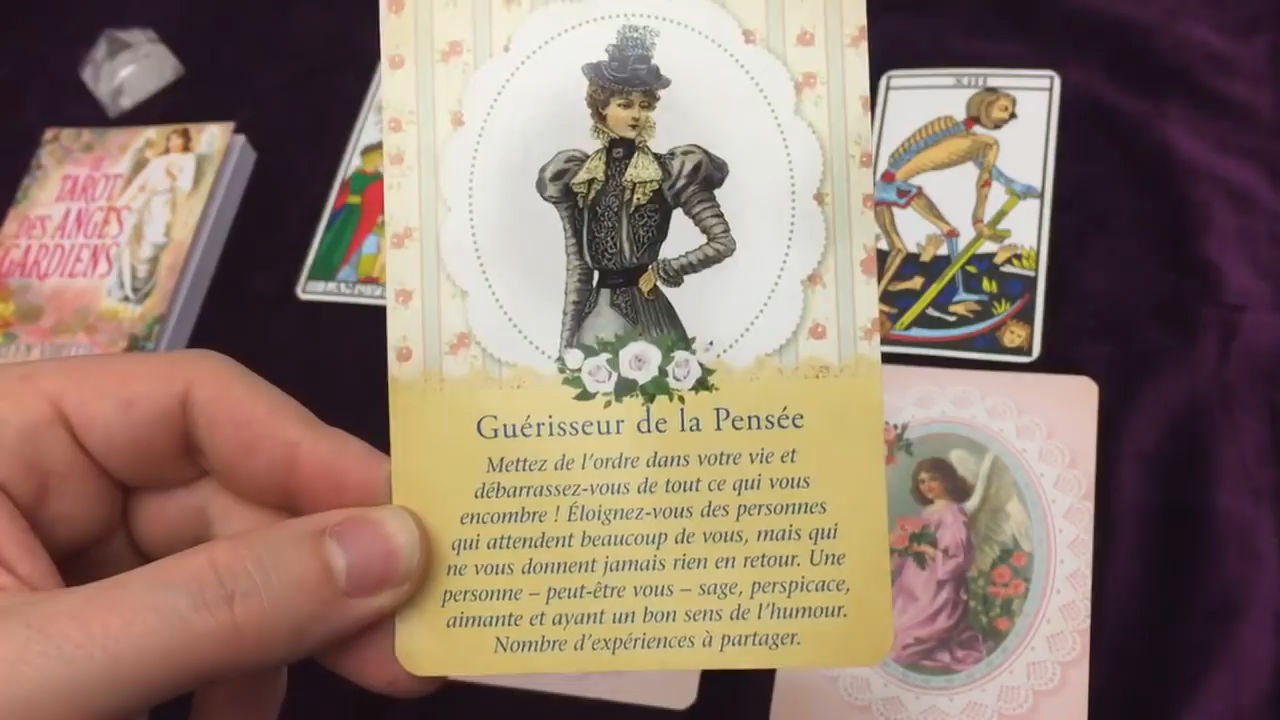 TAROT
DES ANGES
GARDIENS
XIII
Guérisseur de la Pensée
Mettez de l'ordre dans votre vie et
débarrassez-vous de tout ce qui vous
encombre ! Éloignez-vous des personnes
qui attendent beaucoup de vous, mais qui
ne vous donnent jamais rien en retour. Une
personne – peut-être vous – sage, perspicace,
aimante et ayant un bon sens de l'humour.
Nombre d'expériences à partager.